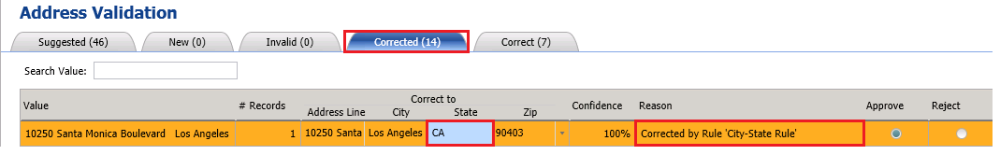 Address Validation
Suggested (46) New (0) Invalid (0) Corrected (14) Correct (7)
Search Value:
Correct to
Value # Records Address Line City State Zip Confidence Reason Approve Reject
10250 Santa Monica Boulevard Los Angeles 1 10250 Santa Los Angeles CA 90403 100% Corrected by Rule 'City-State Rule'